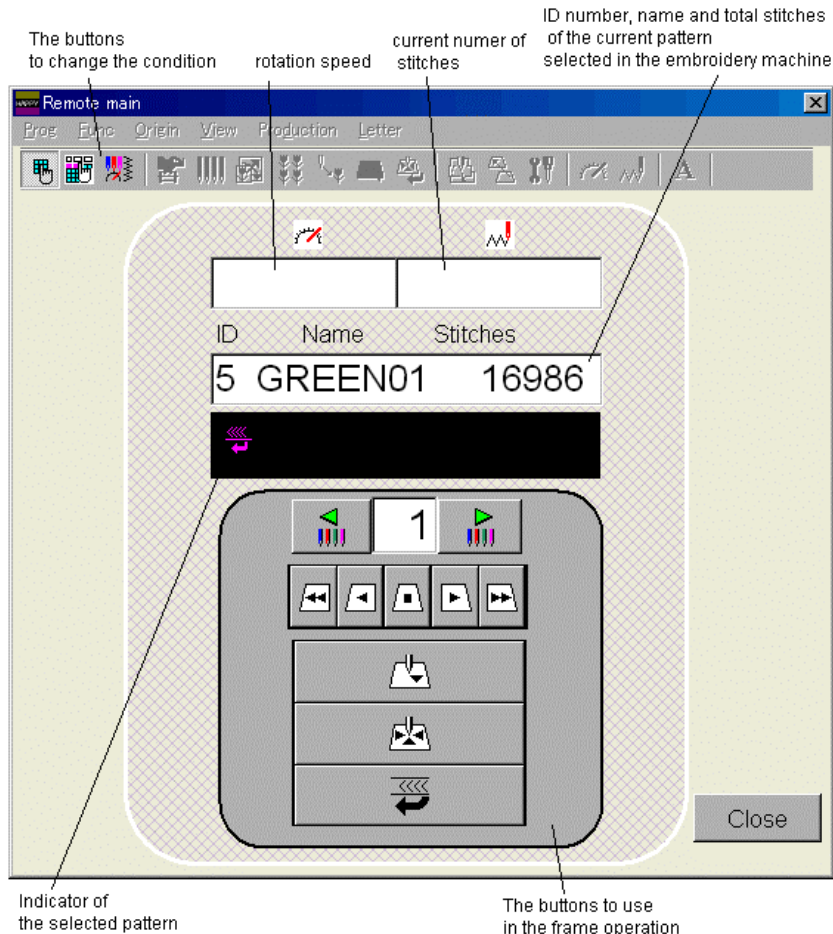 ID number, name and total stitches
of the current pattern
selected in the embroidery machine
The buttons
to change the condition
rotation speed
current numer of
stitches
HAPPY Remote main
Prog Func Origin View Production Letter
A
ID Name Stitches
5 GREEN01 16986
1
Close
Indicator of
the selected pattern
The buttons to use
in the frame operation